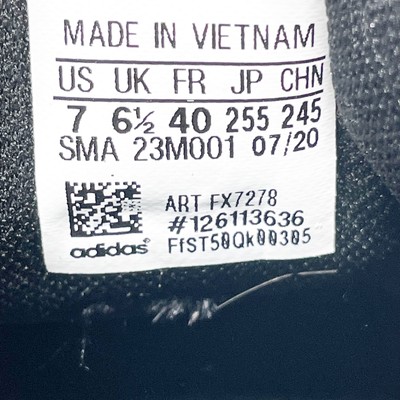 MADE IN VIETNAM
US UK FR JP CHN
7 6½ 40 255 245
SMA 23M001 07/20
ART FX7278
#126113636
adidas® FfST50Qk00305